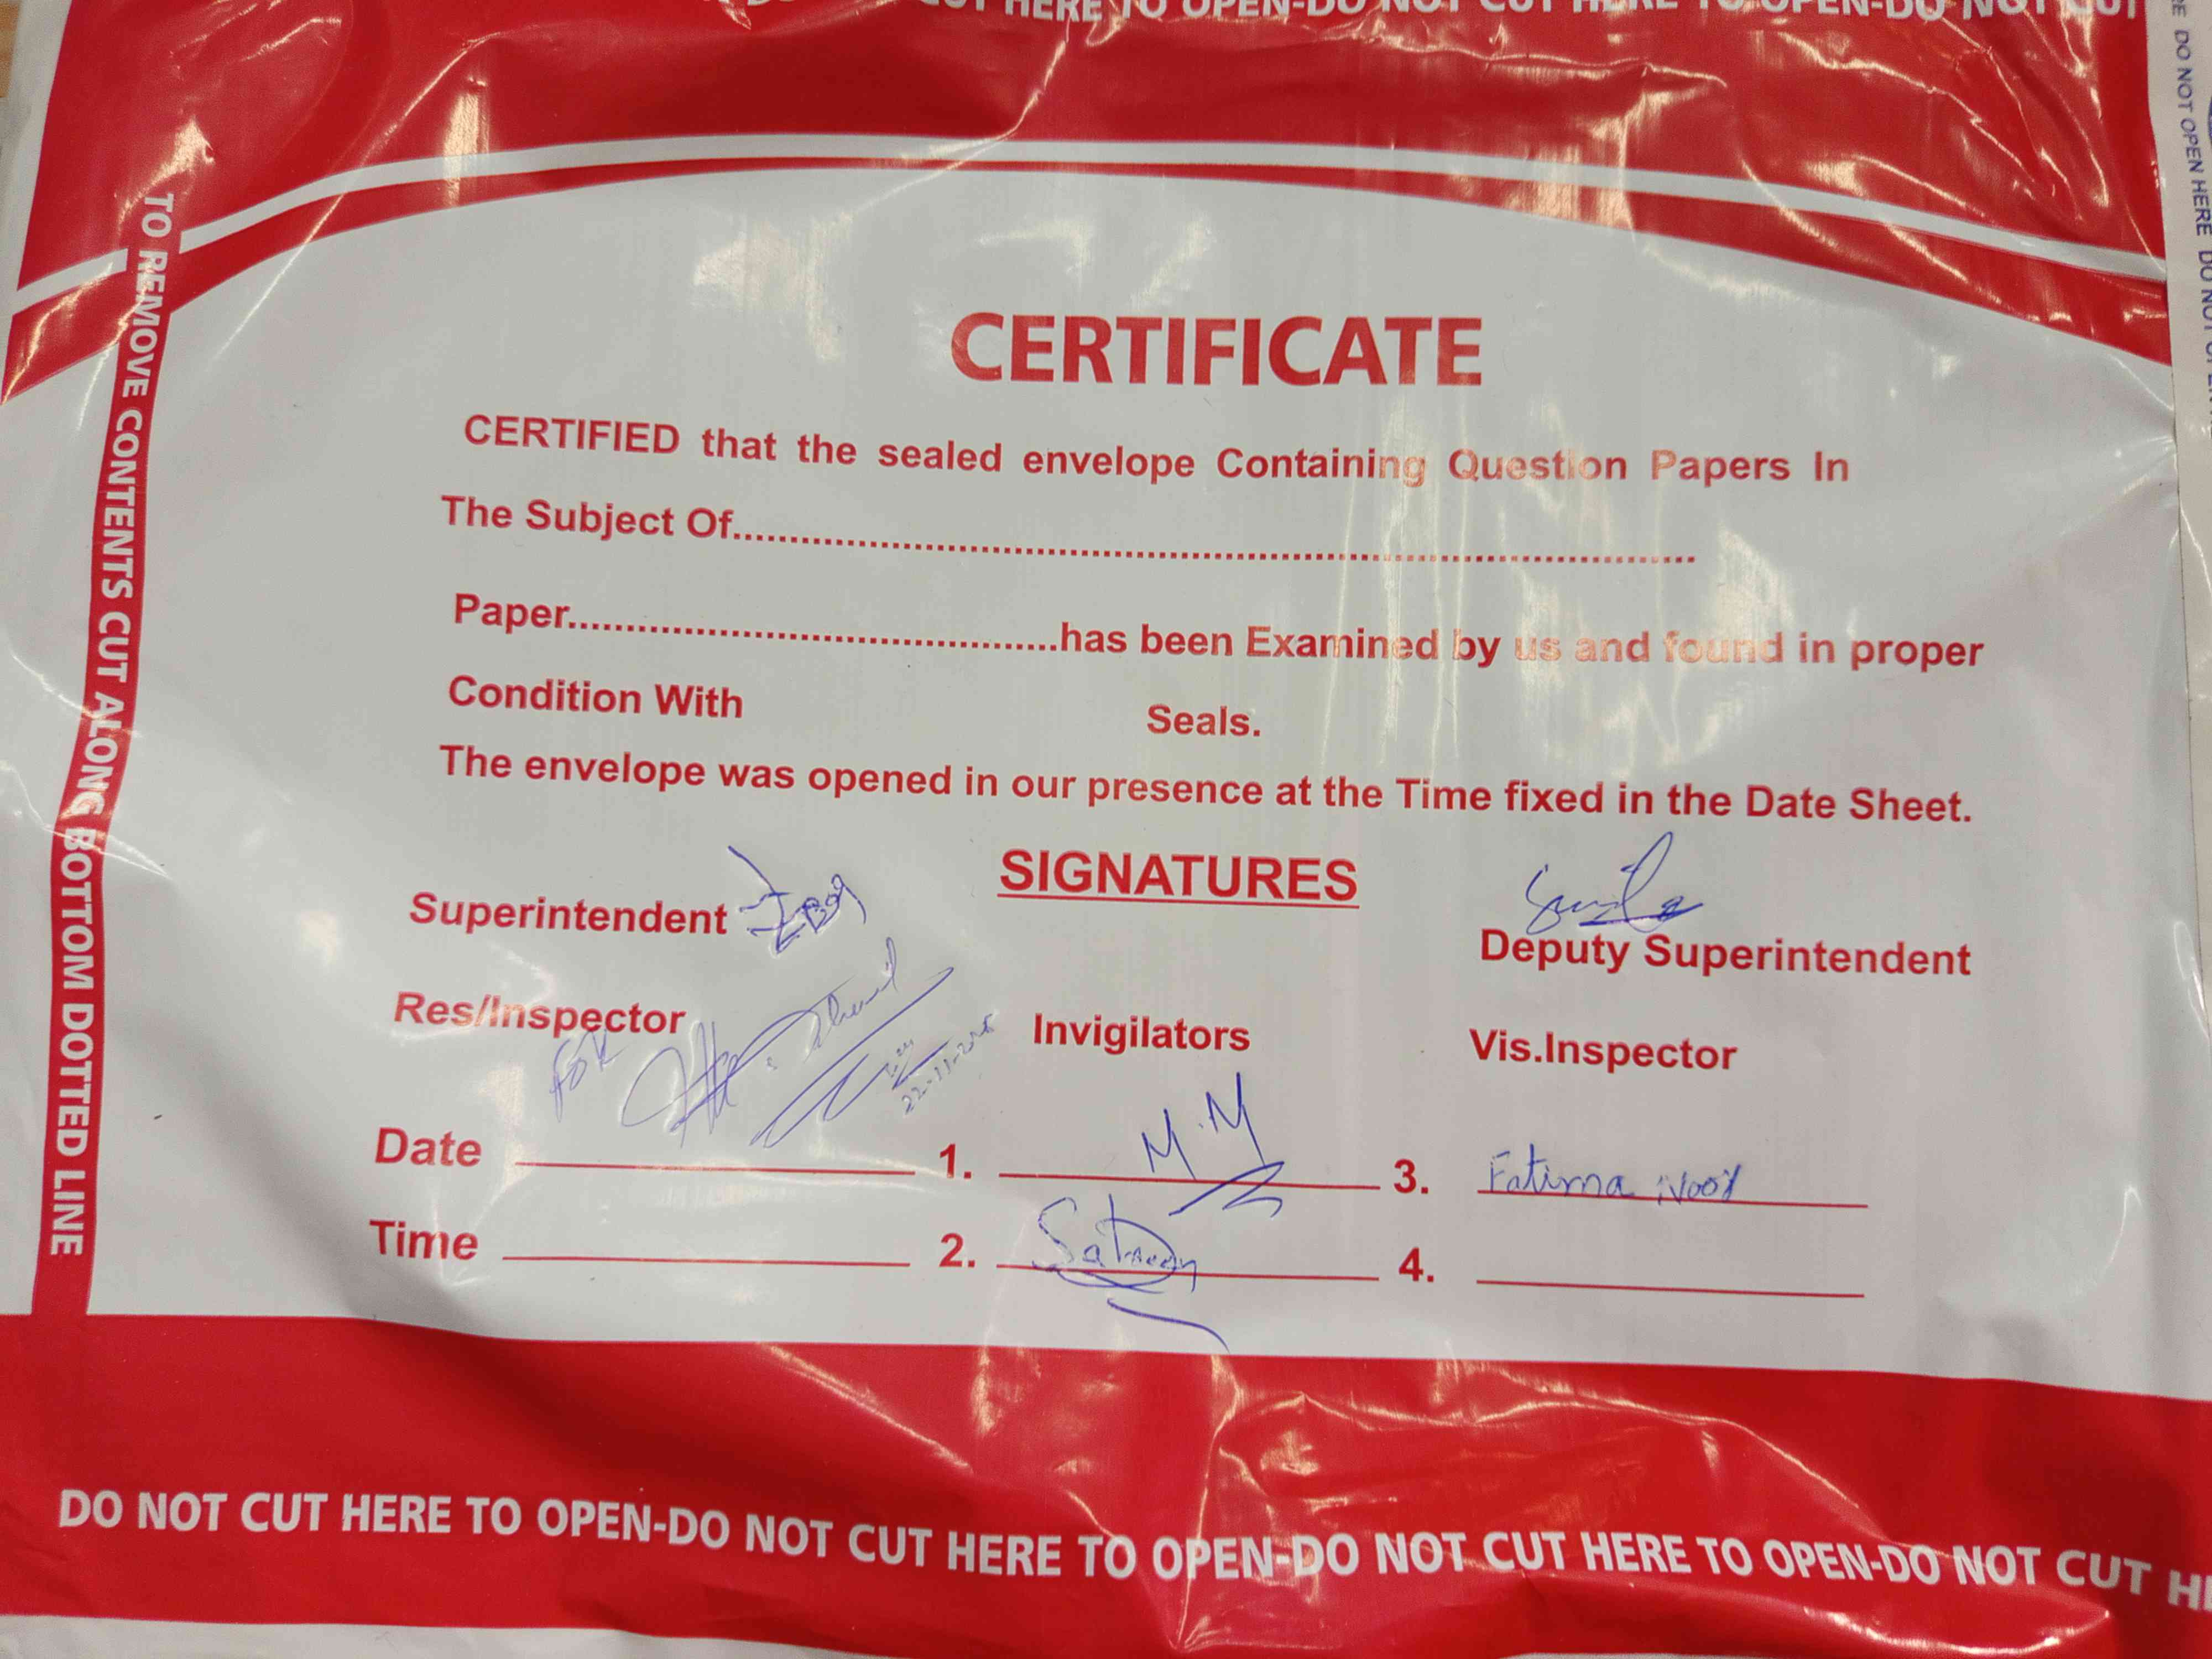 HERE TO OPEN-DO NOT CUT HERE TO OPEN-DO NOT CUT
DO NOT OPEN HERE DO NOT
TO REMOVE CONTENTS CUT ALONG BOTTOM DOTTED LINE
CERTIFICATE
CERTIFIED that the sealed envelope Containing Question Papers In
The Subject Of................................................................................
Paper..........................................has been Examined by us and found in proper
Condition With Seals.
The envelope was opened in our presence at the Time fixed in the Date Sheet.
SIGNATURES
Superintendent
Deputy Superintendent
Res/Inspector Invigilators Vis.Inspector
for
Date 1. M.M 3. Fatima Noor
Time 2. 4.
DO NOT CUT HERE TO OPEN-DO NOT CUT HERE TO OPEN-DO NOT CUT HERE TO OPEN-DO NOT CUT